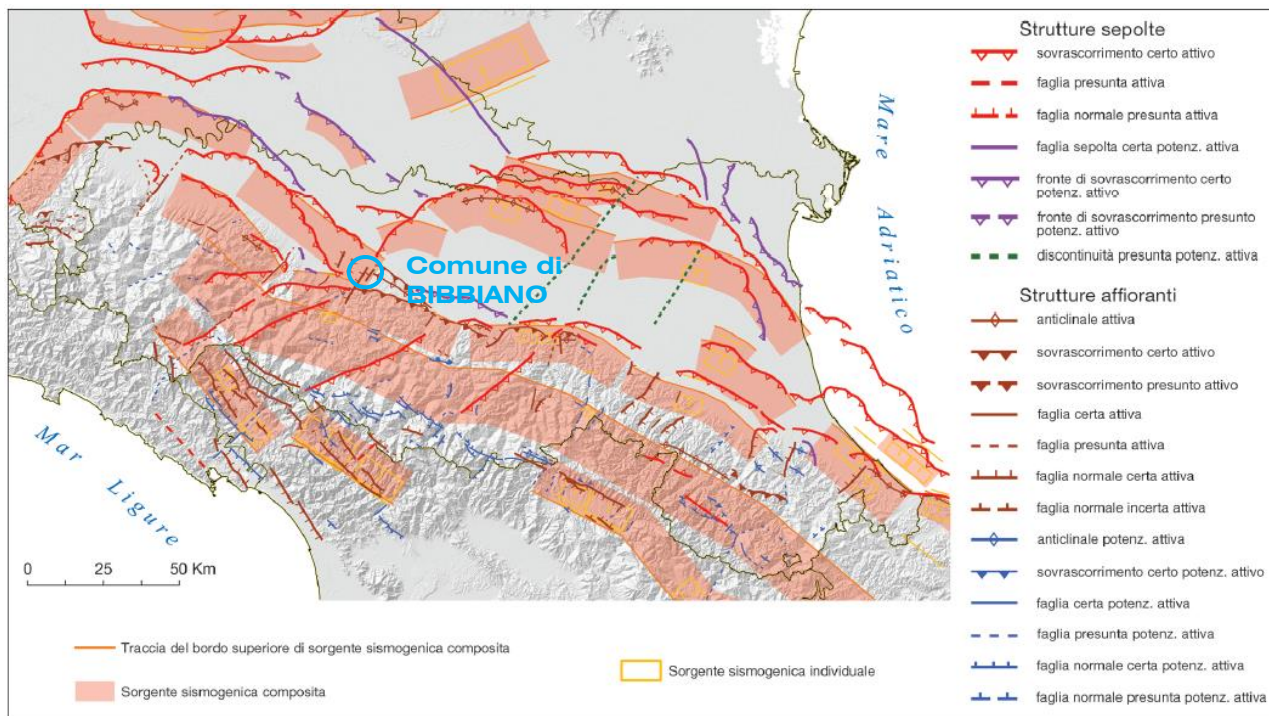 Mare Adriatico
Mar Ligure
Comune di
BIBBIANO
0 25 50 Km
Traccia del bordo superiore di sorgente sismogenica composita
Sorgente sismogenica composita
Sorgente sismogenica individuale
Strutture sepolte
sovrascorrimento certo attivo
faglia presunta attiva
faglia normale presunta attiva
faglia sepolta certa potenz. attiva
fronte di sovrascorrimento certo
potenz. attivo
fronte di sovrascorrimento presunto
potenz. attivo
discontinuità presunta potenz. attiva
Strutture affioranti
anticlinale attiva
sovrascorrimento certo attivo
sovrascorrimento presunto attivo
faglia certa attiva
faglia presunta attiva
faglia normale certa attiva
faglia normale incerta attiva
anticlinale potenz. attiva
sovrascorrimento certo potenz. attivo
faglia certa potenz. attiva
faglia presunta potenz. attiva
faglia normale certa potenz. attiva
faglia normale presunta potenz. attiva